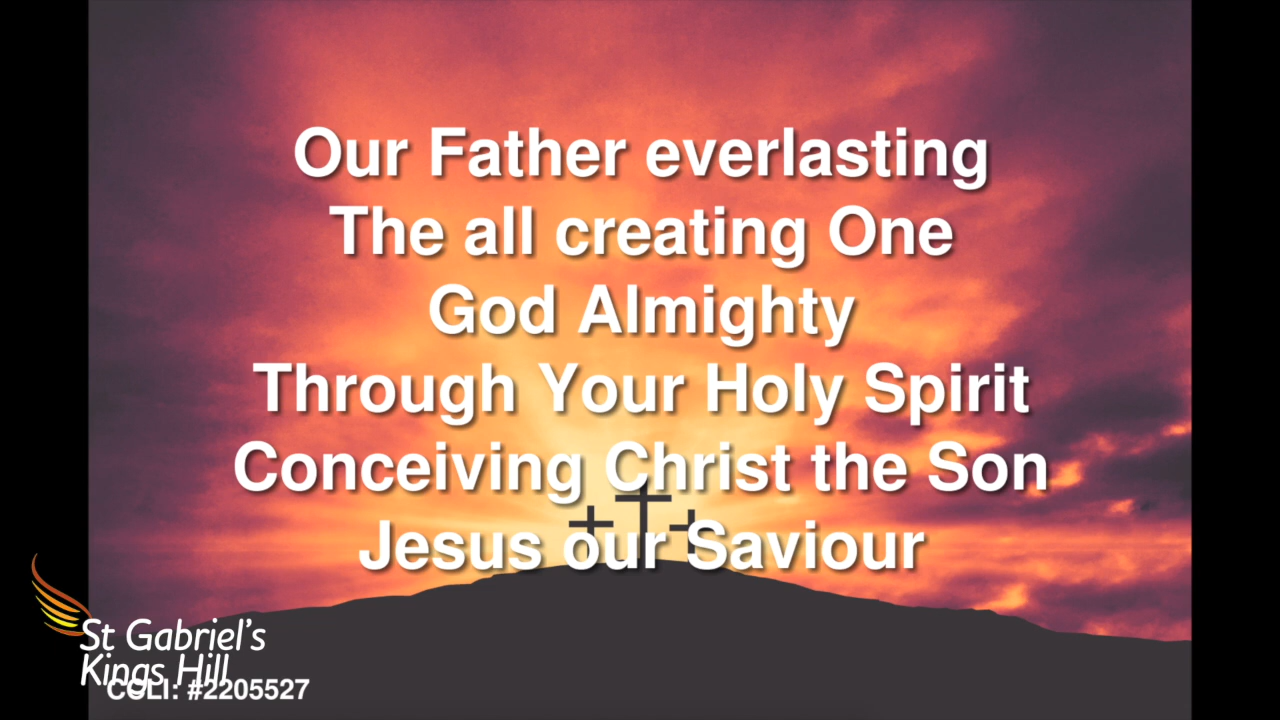 Our Father everlasting
The all creating One
God Almighty
Through Your Holy Spirit
Conceiving Christ the Son
Jesus our Saviour
St Gabriel's
Kings Hill
#2205527